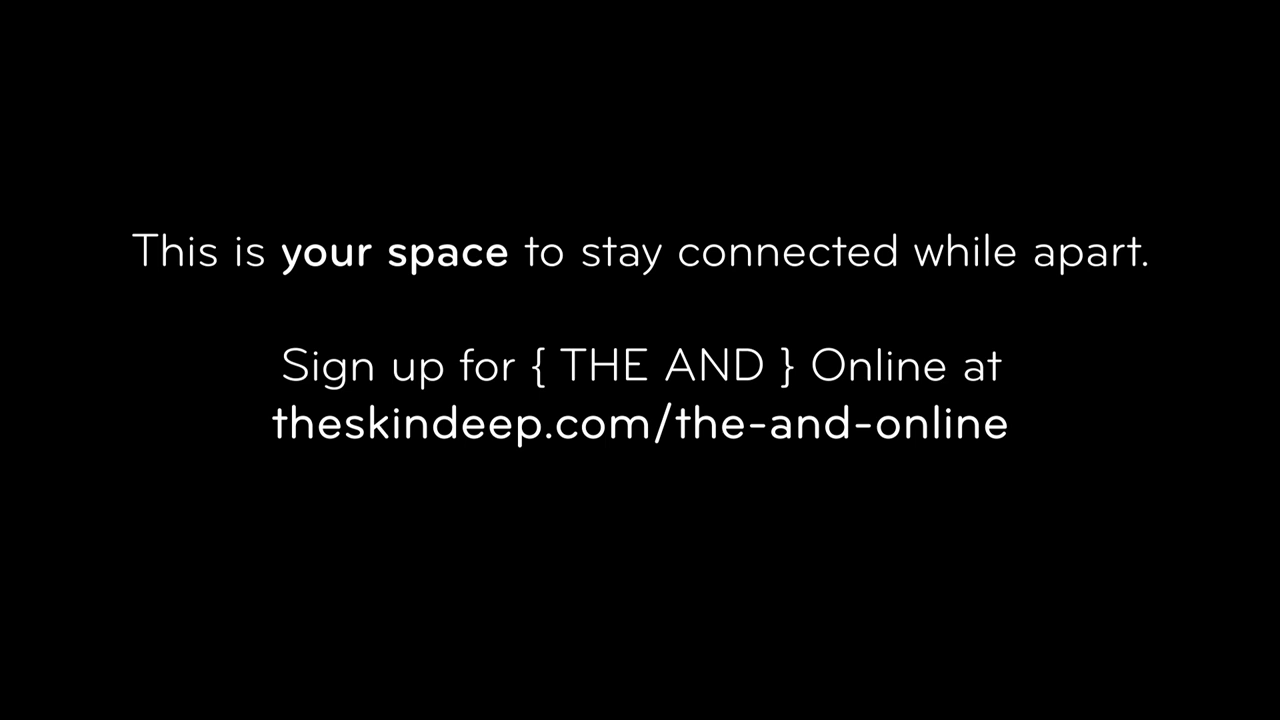 This is your space to stay connected while apart.
Sign up for { THE AND } Online at
theskindeep.com/the-and-online